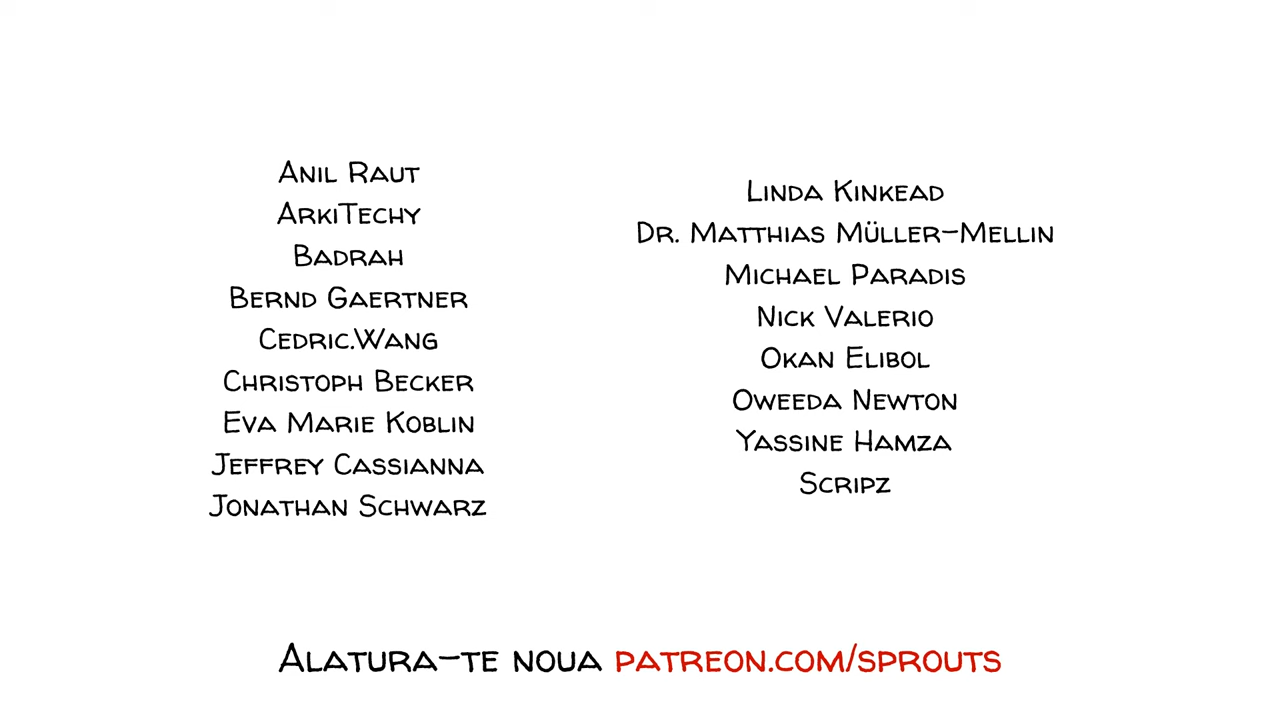 Anil Raut
ArkiTechy
Badrah
Bernd Gaertner
Cedric.Wang
Christoph Becker
Eva Marie Koblin
Jeffrey Cassianna
Jonathan Schwarz
Linda Kinkead
Dr. Matthias Müller-Mellin
Michael Paradis
Nick Valerio
Okan Elibol
Oweeda Newton
Yassine Hamza
Scripz
Alatura-te noua patreon.com/sprouts